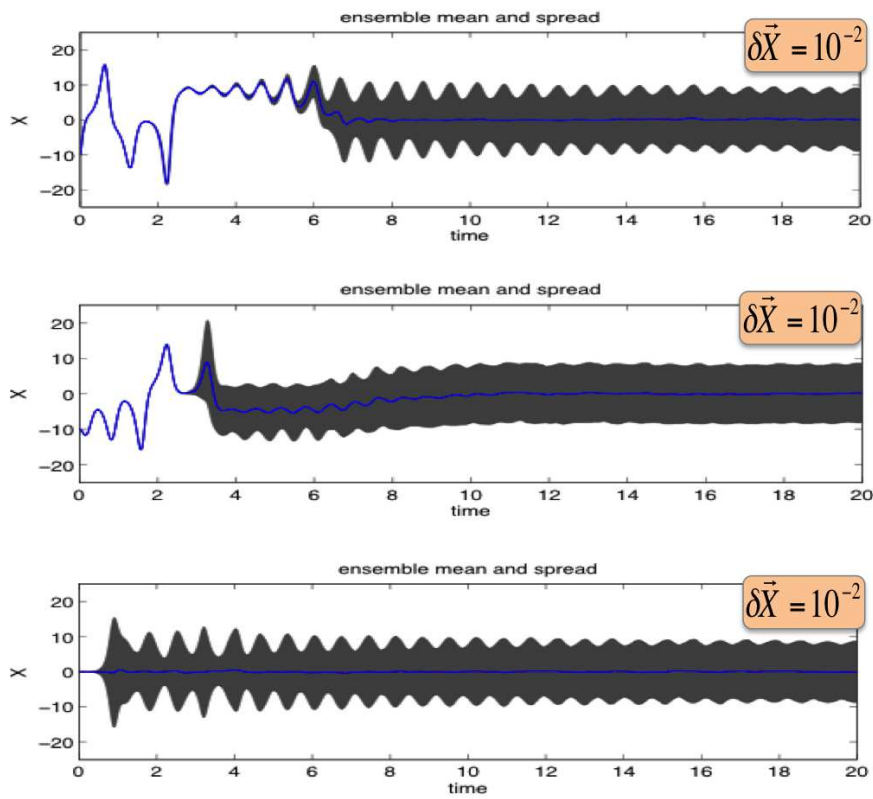 ensemble mean and spread
δX⃗ = 10⁻²
20
10
0
−10
−20
X
0 2 4 6 8 10 12 14 16 18 20
time
ensemble mean and spread
δX⃗ = 10⁻²
20
10
0
−10
−20
X
0 2 4 6 8 10 12 14 16 18 20
time
ensemble mean and spread
δX⃗ = 10⁻²
20
10
0
−10
−20
X
0 2 4 6 8 10 12 14 16 18 20
time